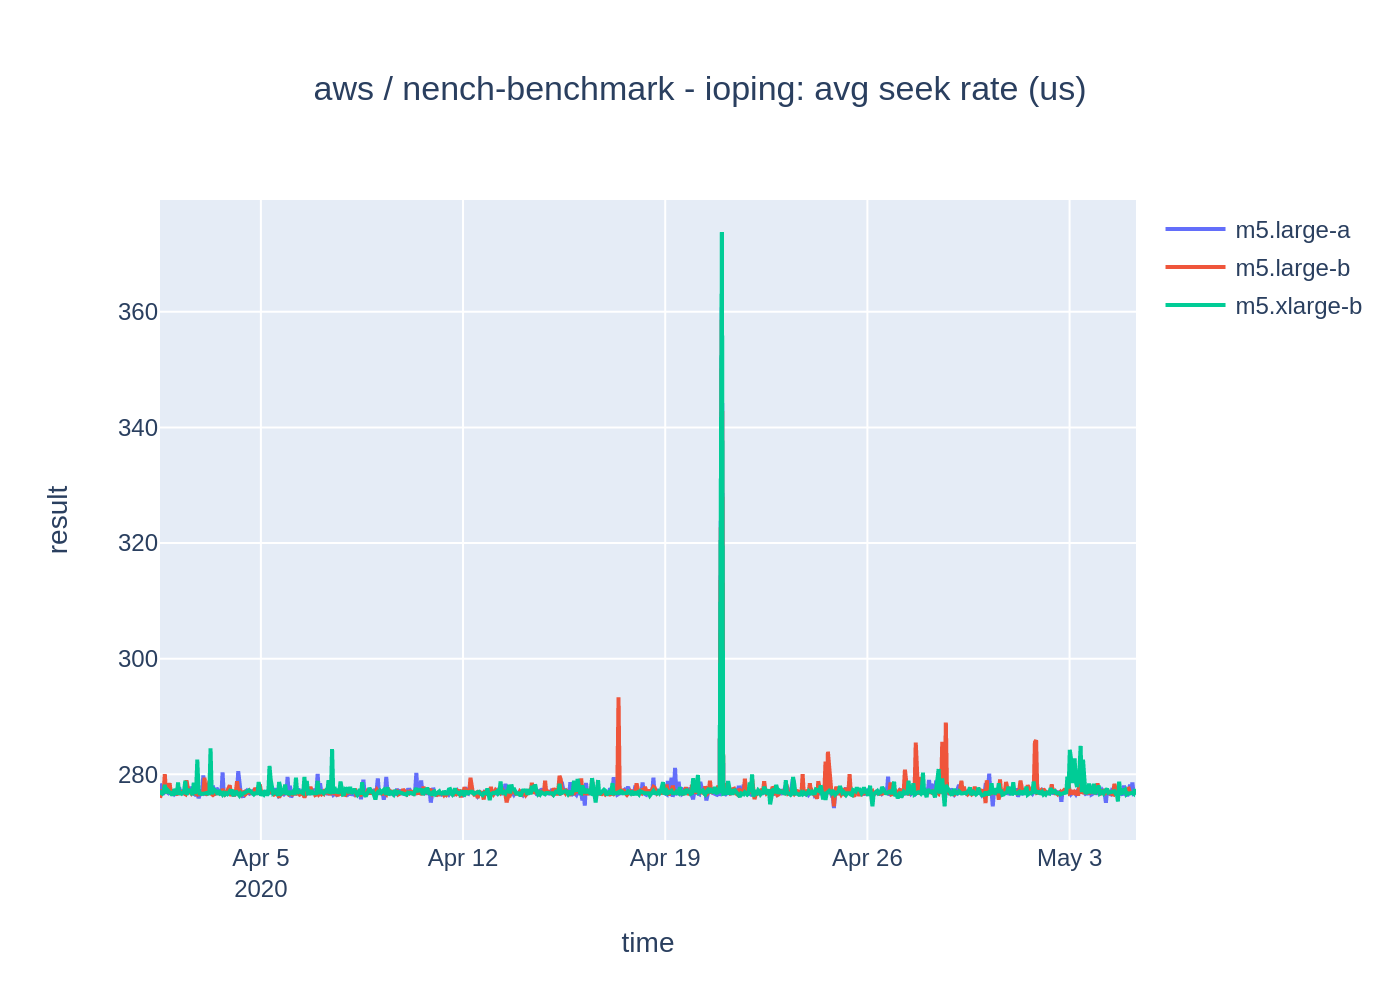 aws / nench-benchmark - ioping: avg seek rate (us)
m5.large-a
m5.large-b
m5.xlarge-b
360
340
320
300
280
result
Apr 5
2020
Apr 12
Apr 19
Apr 26
May 3
time